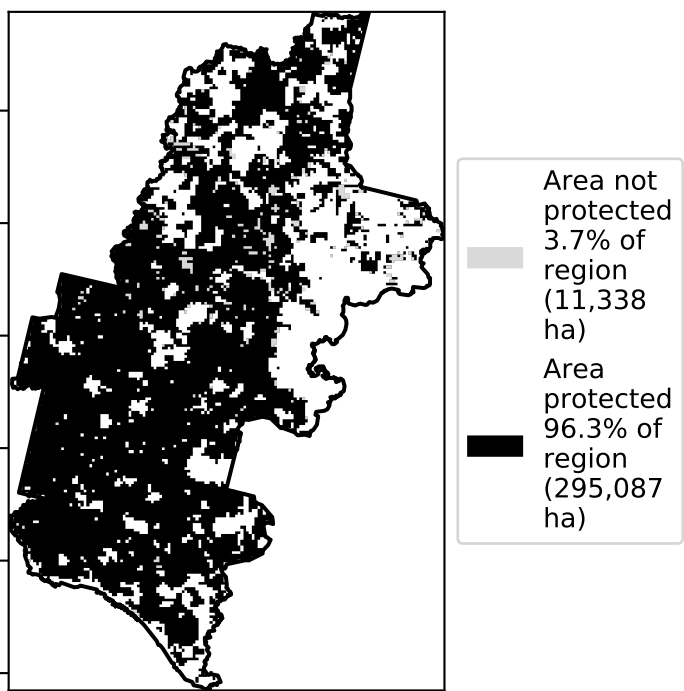 Area not
protected
3.7% of
region
(11,338
ha)
Area
protected
96.3% of
region
(295,087
ha)